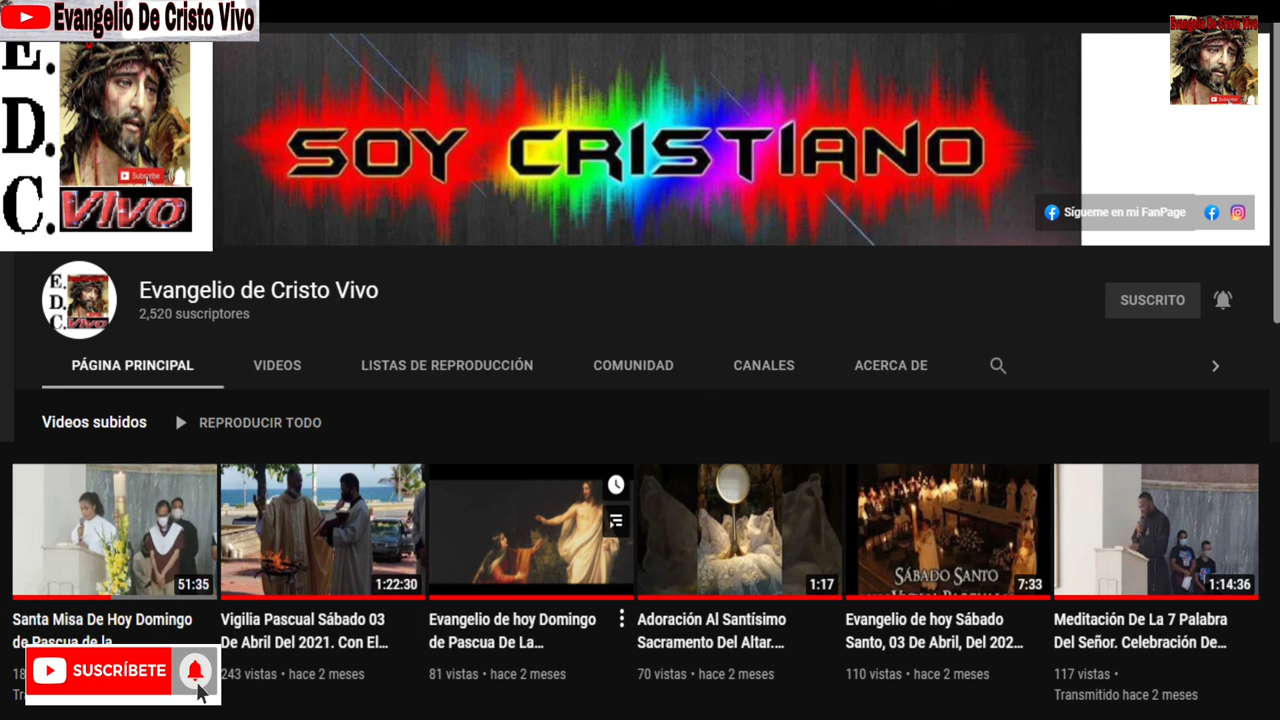 Evangelio De Cristo Vivo
Evangelio De Cristo Vivo
E.
D.
C.
Subscribe
Vivo
SOY CRISTIANO
Subscribe
Sígueme en mi FanPage
E.
D.
C.
Vivo
Evangelio de Cristo Vivo
2,520 suscriptores
SUSCRITO
PÁGINA PRINCIPAL
VIDEOS
LISTAS DE REPRODUCCIÓN
COMUNIDAD
CANALES
ACERCA DE
Videos subidos
REPRODUCIR TODO
51:35
1:22:30
1:17
SÁBADO SANTO
7:33
1:14:36
Santa Misa De Hoy Domingo
de Pascua de la
Vigilia Pascual Sábado 03
De Abril Del 2021. Con El...
243 vistas • hace 2 meses
Evangelio de hoy Domingo
de Pascua De La...
81 vistas • hace 2 meses
Adoración Al Santísimo
Sacramento Del Altar....
70 vistas • hace 2 meses
Evangelio de hoy Sábado
Santo, 03 De Abril, Del 202...
110 vistas • hace 2 meses
Meditación De La 7 Palabra
Del Señor. Celebración De...
117 vistas •
Transmitido hace 2 meses
SUSCRÍBETE